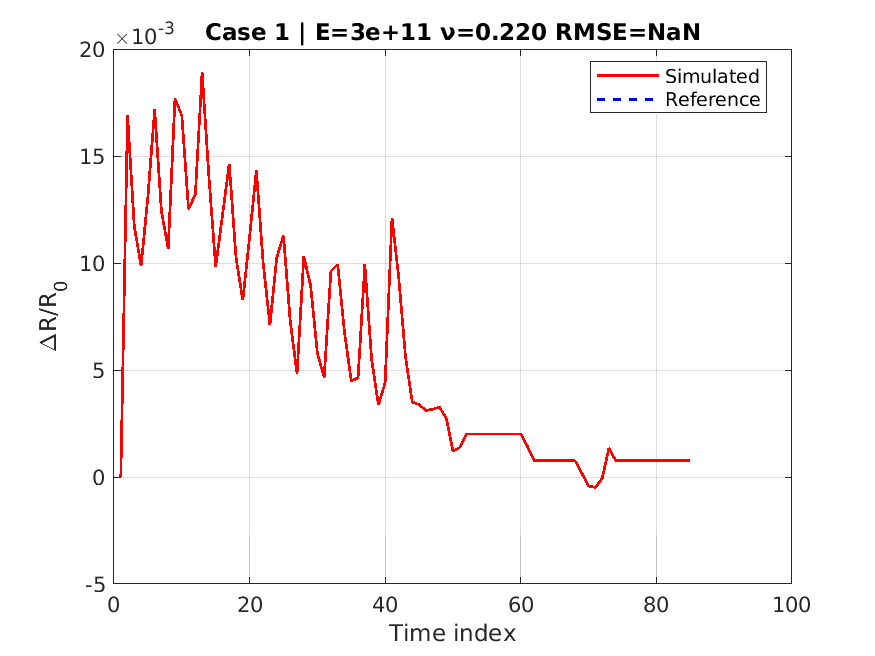 ×10-3
Case 1 | E=3e+11 ν=0.220 RMSE=NaN
20
15
10
5
0
-5
ΔR/R0
Simulated
Reference
0 20 40 60 80 100
Time index